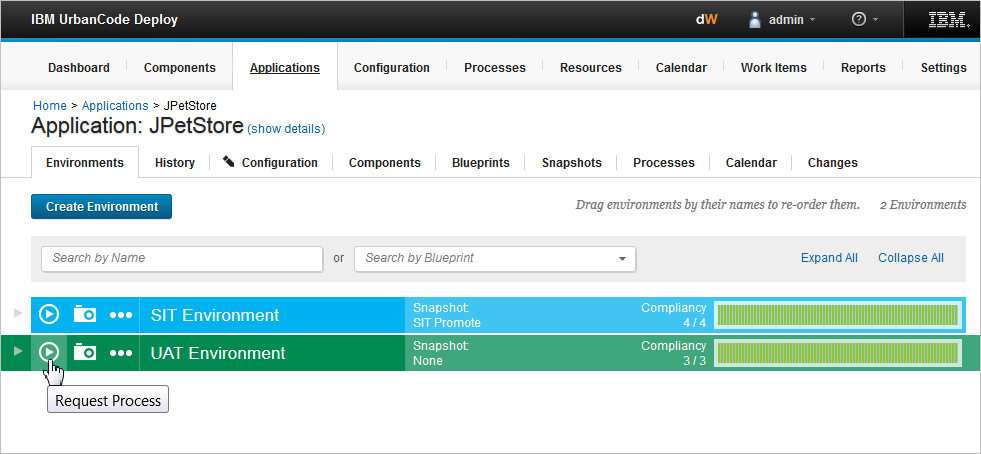 IBM UrbanCode Deploy dW admin ? IBM.
Dashboard Components Applications Configuration Processes Resources Calendar Work Items Reports Settings
Home > Applications > JPetStore
Application: JPetStore (show details)
Environments History Configuration Components Blueprints Snapshots Processes Calendar Changes
Create Environment Drag environments by their names to re-order them. 2 Environments
Search by Name or Search by Blueprint Expand All Collapse All
SIT Environment Snapshot: Compliancy
SIT Promote 4 / 4
UAT Environment Snapshot: Compliancy
None 3 / 3
Request Process